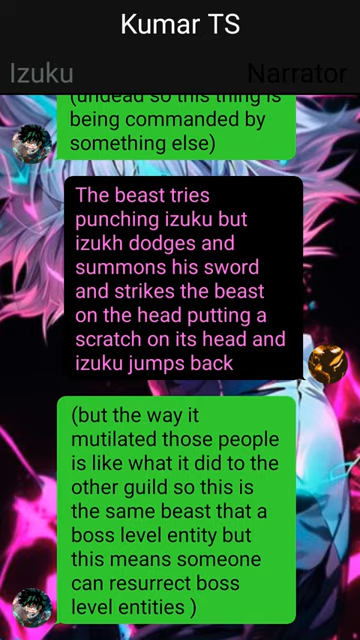 Kumar TS
Izuku
Narrator
(undead so this thing is
being commanded by
something else)
The beast tries
punching izuku but
izukh dodges and
summons his sword
and strikes the beast
on the head putting a
scratch on its head and
izuku jumps back
(but the way it
mutilated those people
is like what it did to the
other guild so this is
the same beast that a
boss level entity but
this means someone
can resurrect boss
level entities )